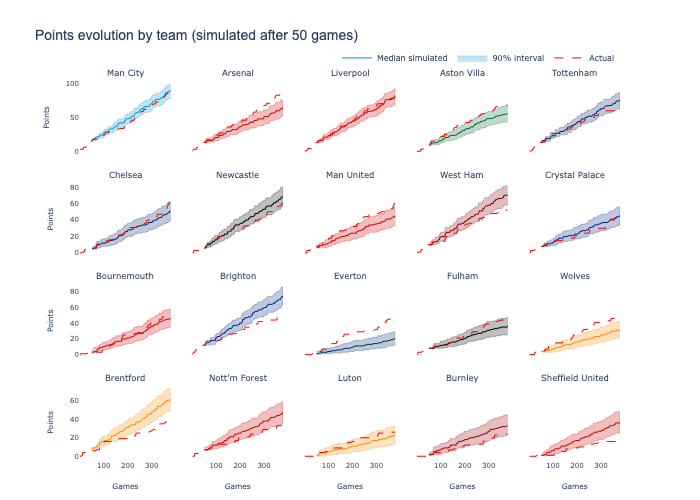 Points evolution by team (simulated after 50 games)
Median simulated 90% interval Actual
Man City Arsenal Liverpool Aston Villa Tottenham
100
50
0
Points
Chelsea Newcastle Man United West Ham Crystal Palace
80
60
40
20
0
Points
Bournemouth Brighton Everton Fulham Wolves
80
60
40
20
0
Points
Brentford Nott'm Forest Luton Burnley Sheffield United
60
40
20
0
Points
100 200 300 100 200 300 100 200 300 100 200 300 100 200 300
Games Games Games Games Games